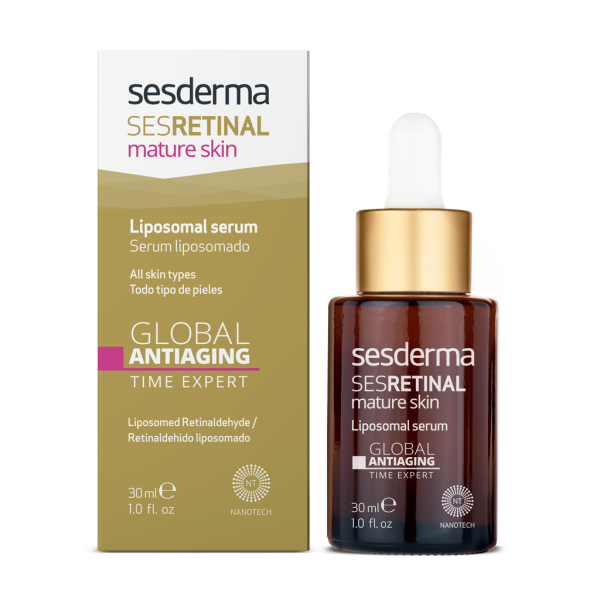 sesderma
SESRETINAL
mature skin
Liposomal serum
Serum liposomado
All skin types
Todo tipo de pieles
GLOBAL
ANTIAGING
TIME EXPERT
Liposomed Retinaldehyde /
Retinaldehido liposomado
30 ml ℮
1.0 fl. oz
NT
NANOTECH
sesderma
SESRETINAL
mature skin
Liposomal serum
GLOBAL
ANTIAGING
TIME EXPERT
30 ml ℮
1.0 fl. oz
NT
NANOTECH